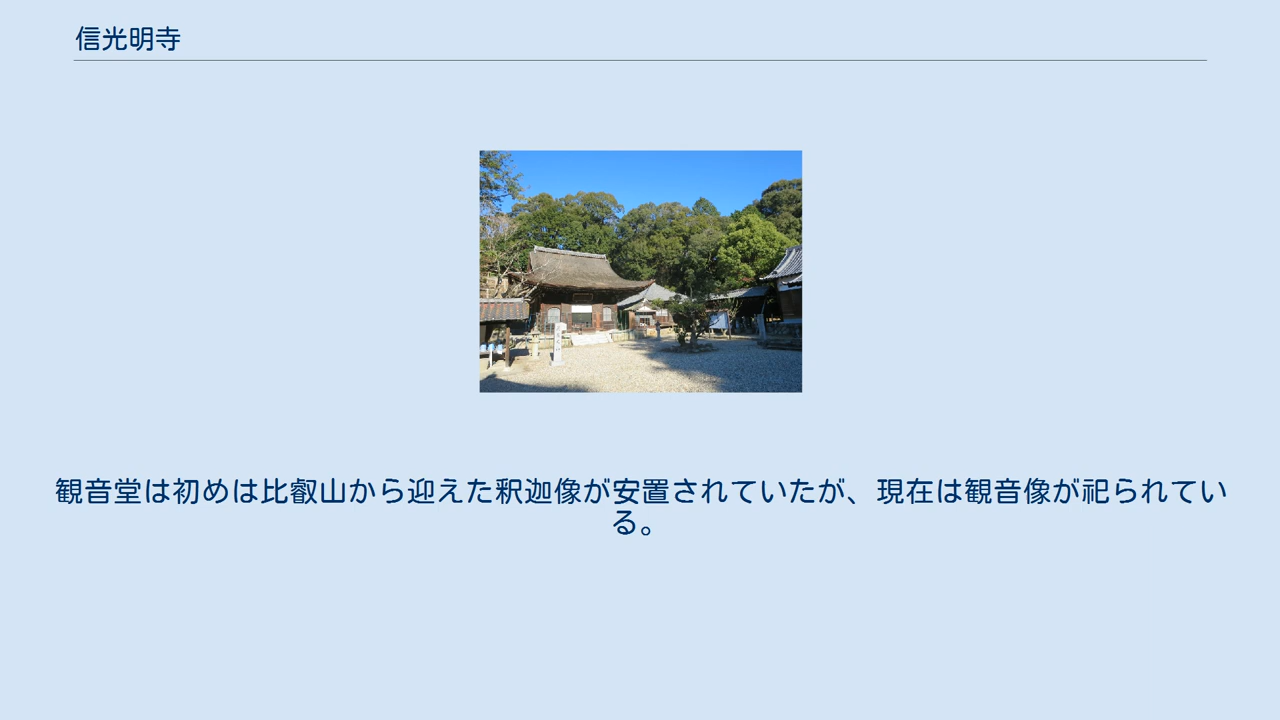 信光明寺
観音堂は初めは比叡山から迎えた釈迦像が安置されていたが、現在は観音像が祀られてい
る。